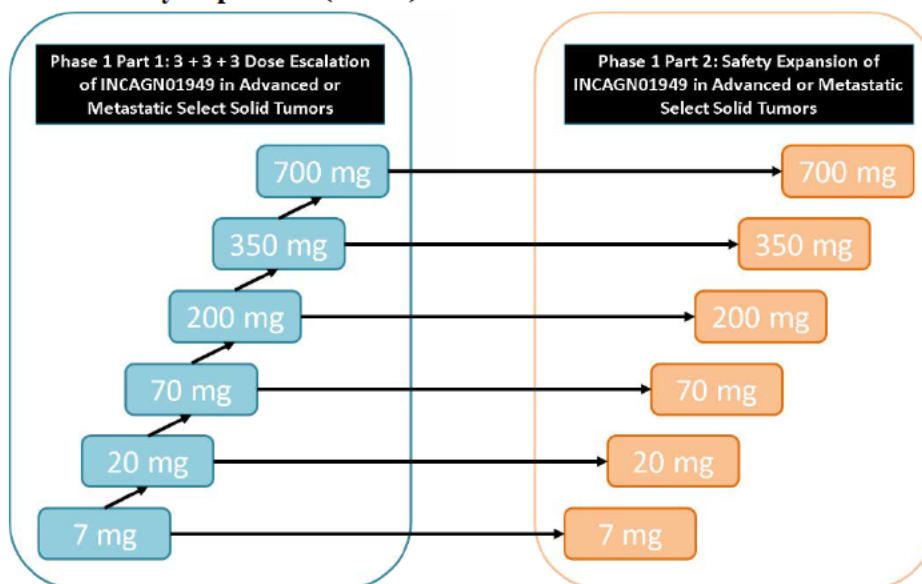 Phase 1 Part 1: 3 + 3 + 3 Dose Escalation
of INCAGN01949 in Advanced or
Metastatic Select Solid Tumors
700 mg
350 mg
200 mg
70 mg
20 mg
7 mg
Phase 1 Part 2: Safety Expansion of
INCAGN01949 in Advanced or Metastatic
Select Solid Tumors
700 mg
350 mg
200 mg
70 mg
20 mg
7 mg